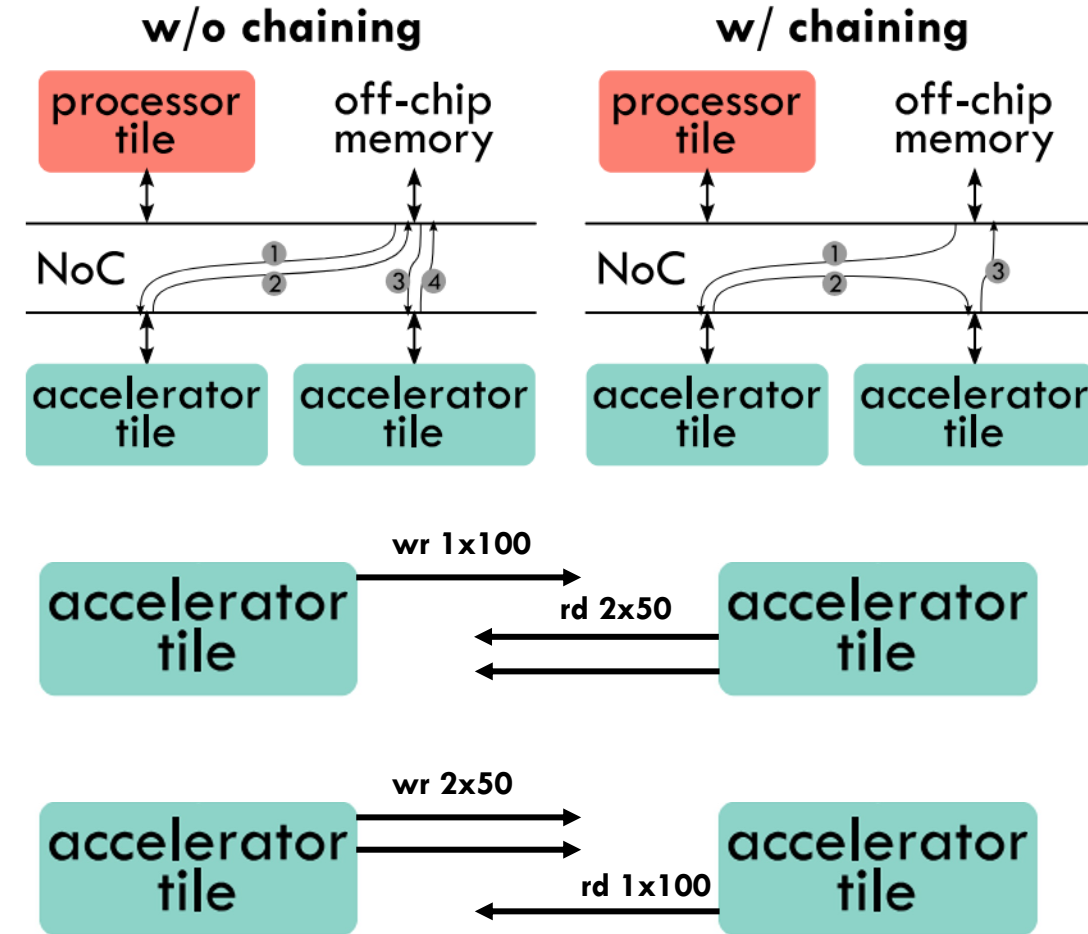 w/o chaining
processor
tile
off-chip
memory
NoC
1
2
3
4
accelerator
tile
accelerator
tile
w/ chaining
processor
tile
off-chip
memory
NoC
1
2
3
accelerator
tile
accelerator
tile
wr 1x100
rd 2x50
accelerator
tile
accelerator
tile
wr 2x50
rd 1x100
accelerator
tile
accelerator
tile